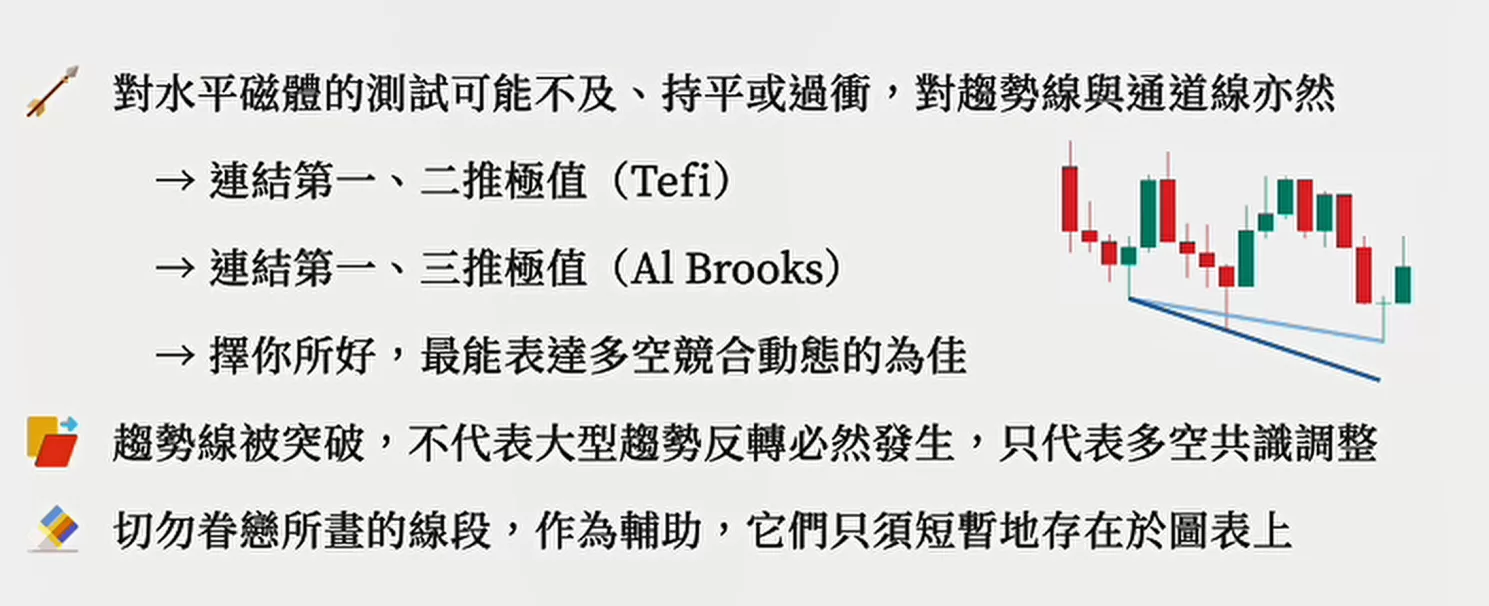 對水平磁體的測試可能不及、持平或過衝，對趨勢線與通道線亦然
→ 連結第一、二推極值（Tefi）
→ 連結第一、三推極值（Al Brooks）
→ 擇你所好，最能表達多空競合動態的為佳
趨勢線被突破，不代表大型趨勢反轉必然發生，只代表多空共識調整
切勿眷戀所畫的線段，作為輔助，它們只須短暫地存在於圖表上